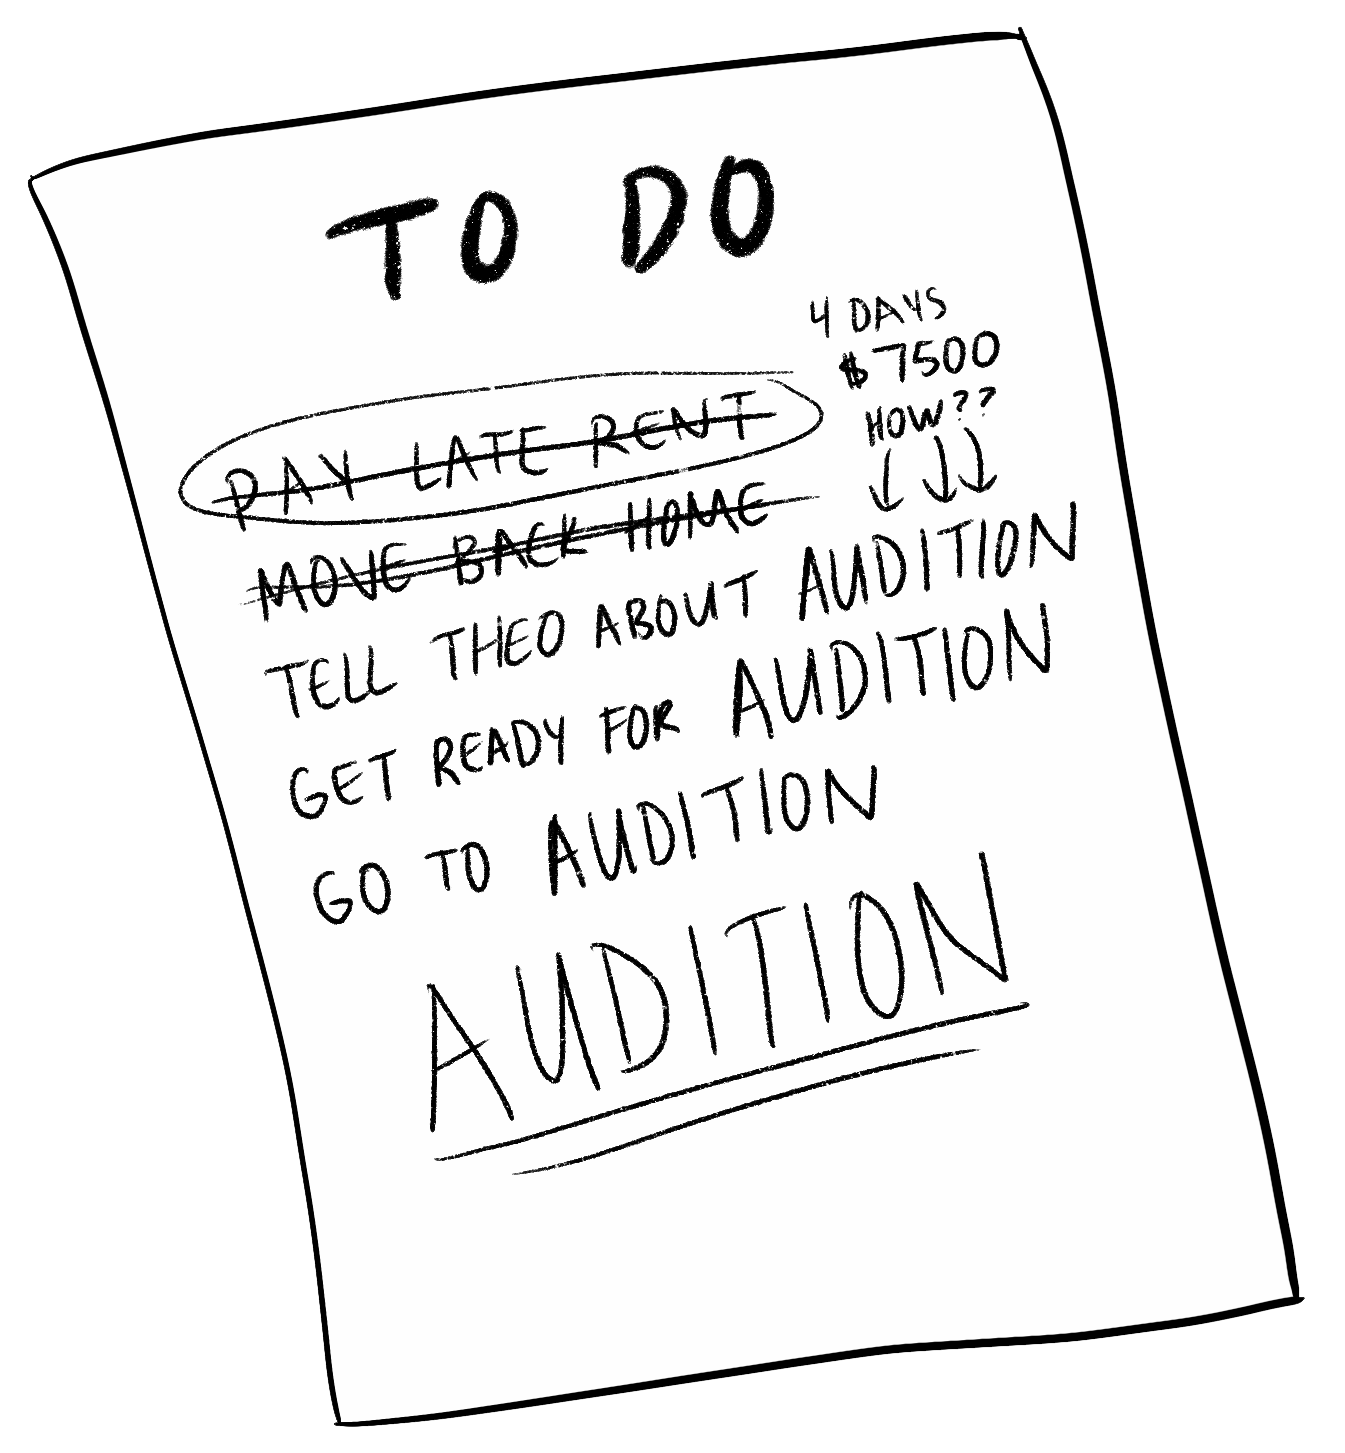 TO DO
4 DAYS
$7500
HOW??
PAY LATE RENT
MOVE BACK HOME
TELL THEO ABOUT AUDITION
GET READY FOR AUDITION
GO TO AUDITION
AUDITION